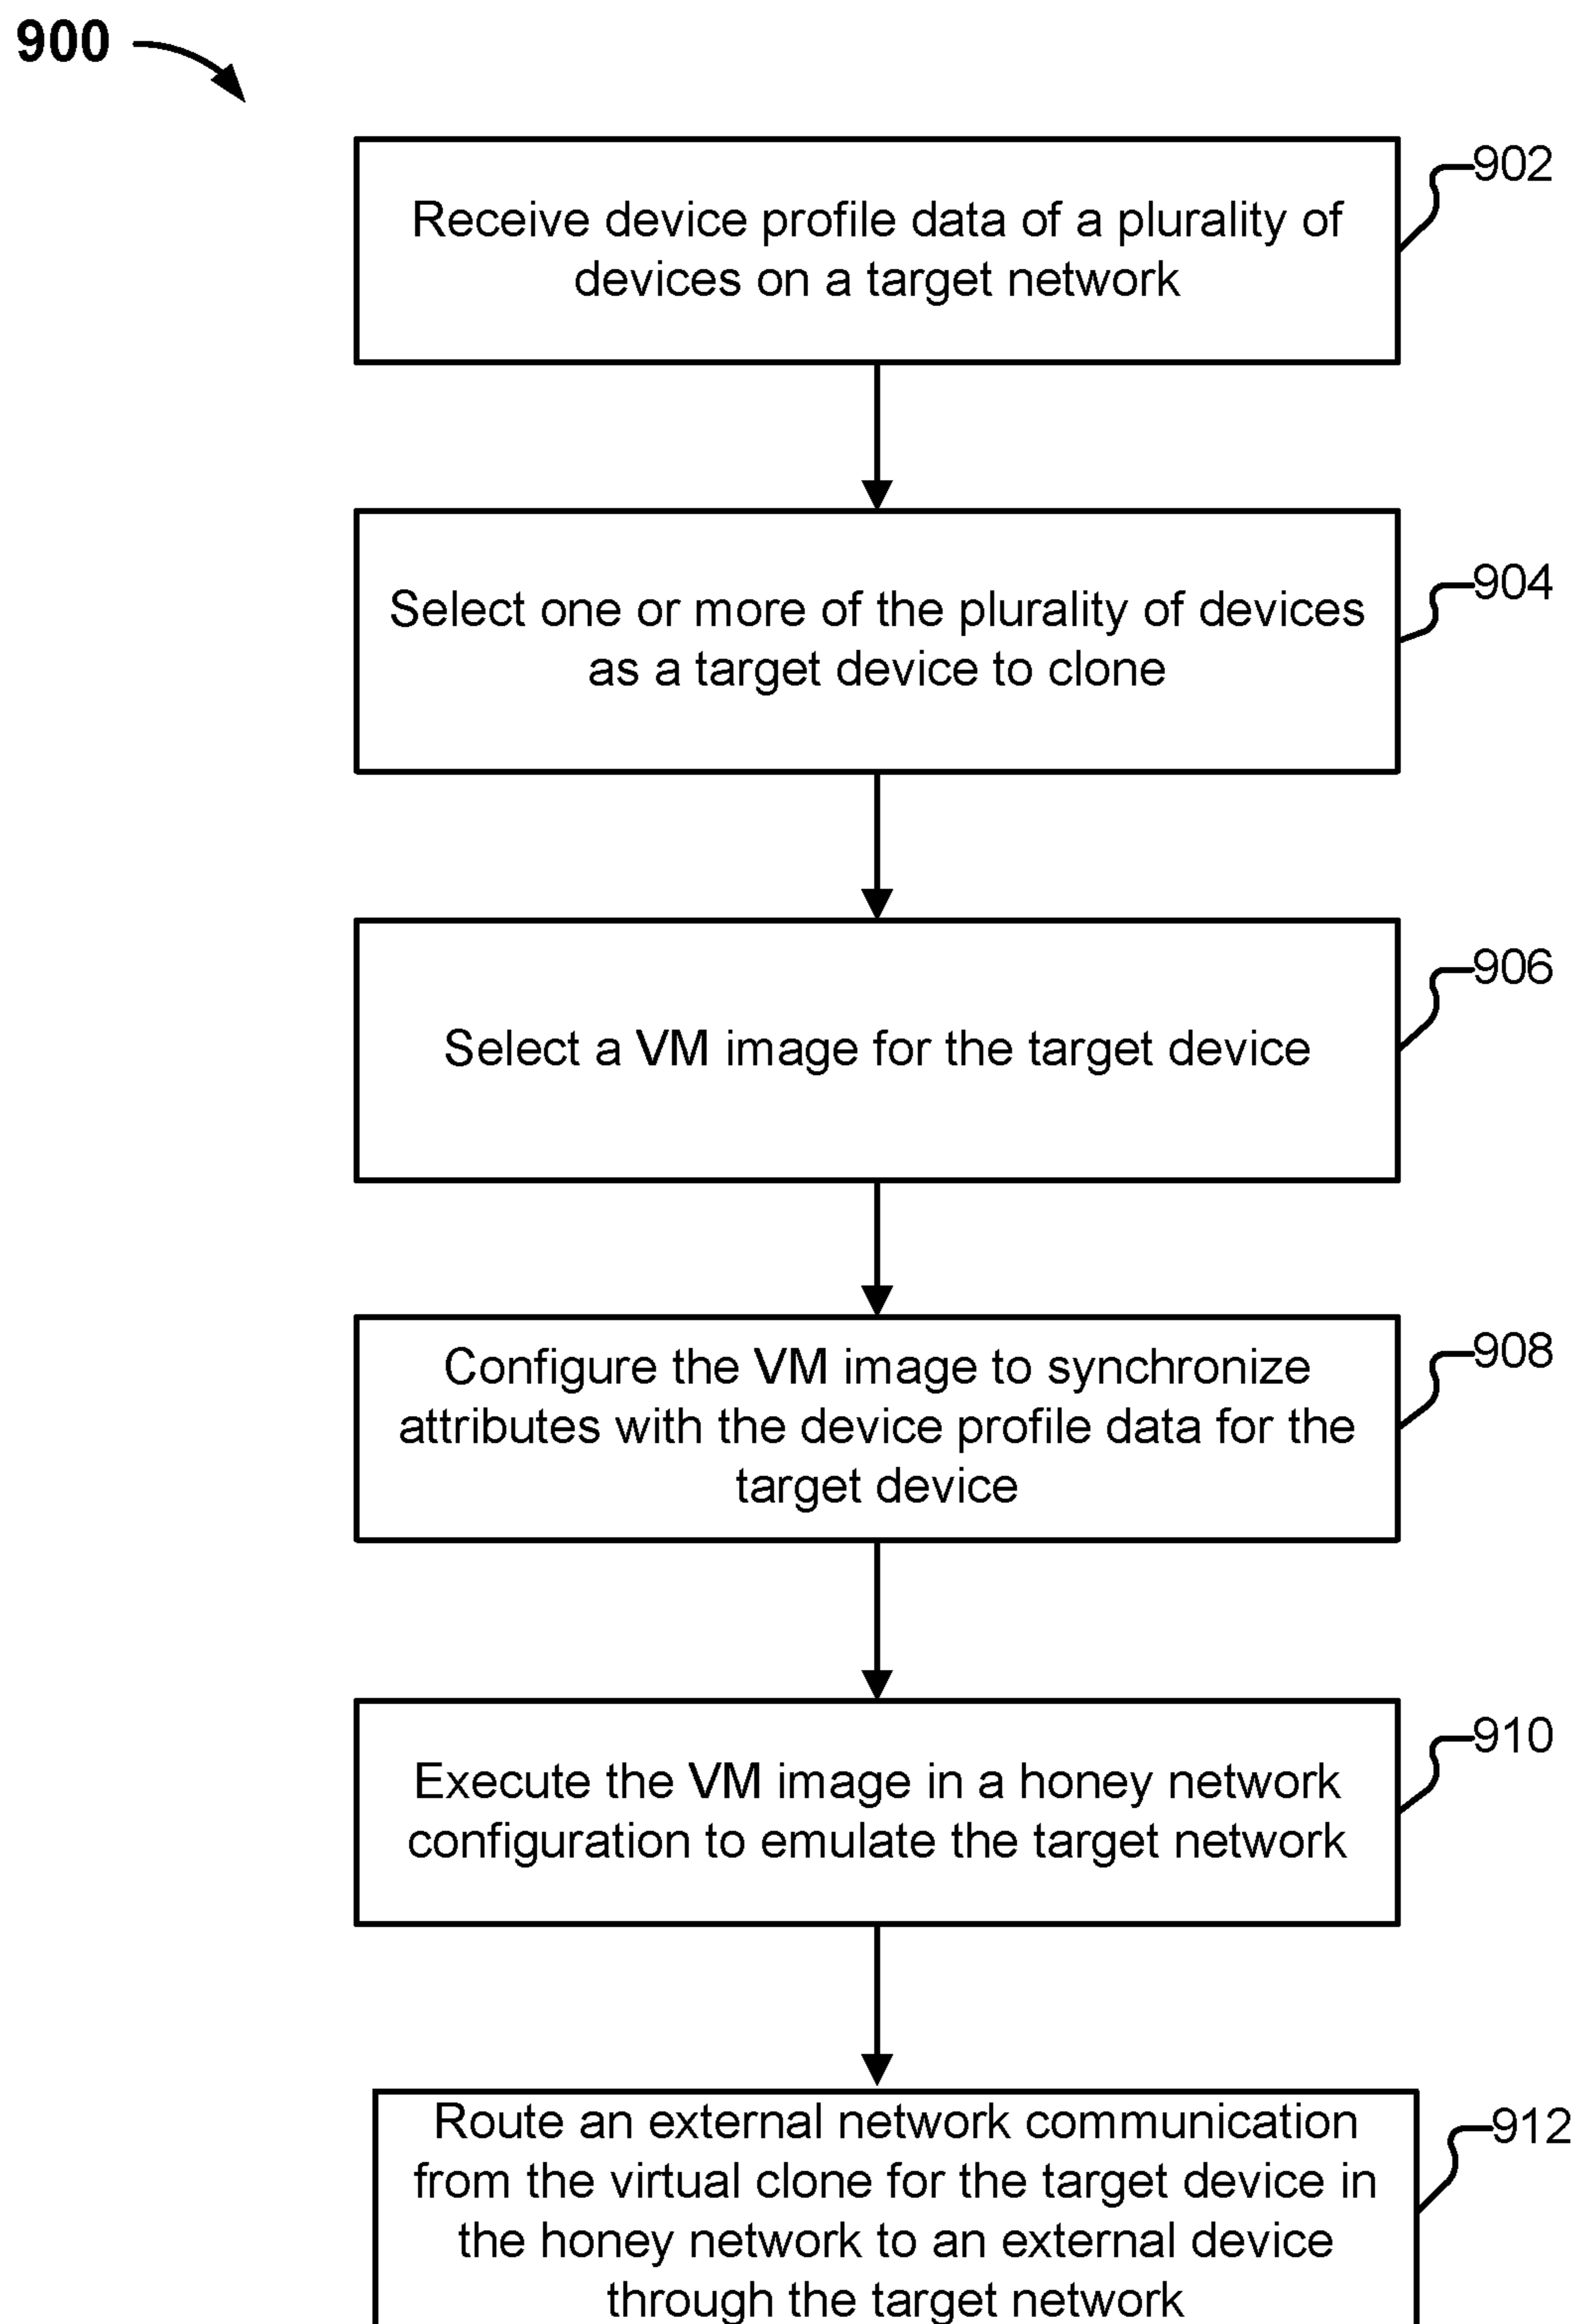 900
902
Receive device profile data of a plurality of
devices on a target network
904
Select one or more of the plurality of devices
as a target device to clone
906
Select a VM image for the target device
908
Configure the VM image to synchronize
attributes with the device profile data for the
target device
910
Execute the VM image in a honey network
configuration to emulate the target network
912
Route an external network communication
from the virtual clone for the target device in
the honey network to an external device
through the target network